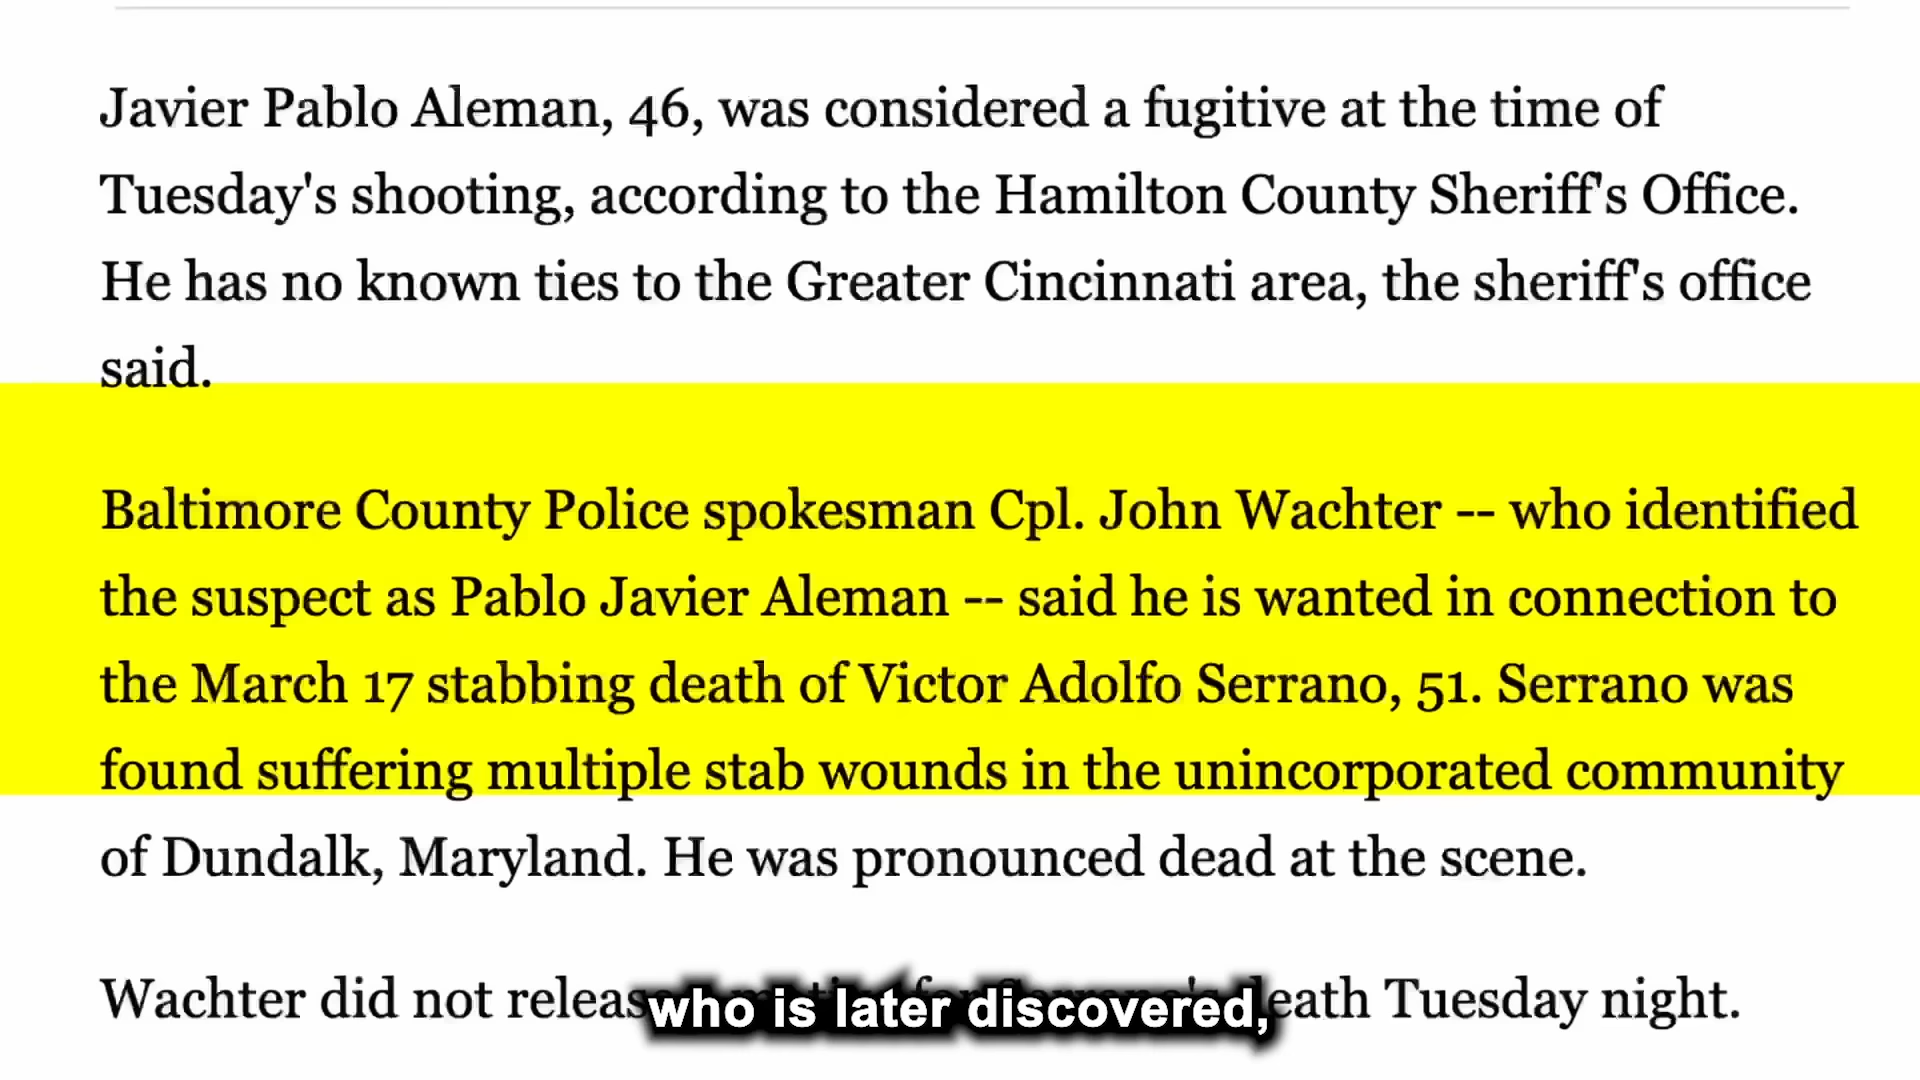 Javier Pablo Aleman, 46, was considered a fugitive at the time of
Tuesday's shooting, according to the Hamilton County Sheriff's Office.
He has no known ties to the Greater Cincinnati area, the sheriff's office
said.
Baltimore County Police spokesman Cpl. John Wachter -- who identified
the suspect as Pablo Javier Aleman -- said he is wanted in connection to
the March 17 stabbing death of Victor Adolfo Serrano, 51. Serrano was
found suffering multiple stab wounds in the unincorporated community
of Dundalk, Maryland. He was pronounced dead at the scene.
Wachter did not death Tuesday night.
who is later discovered,